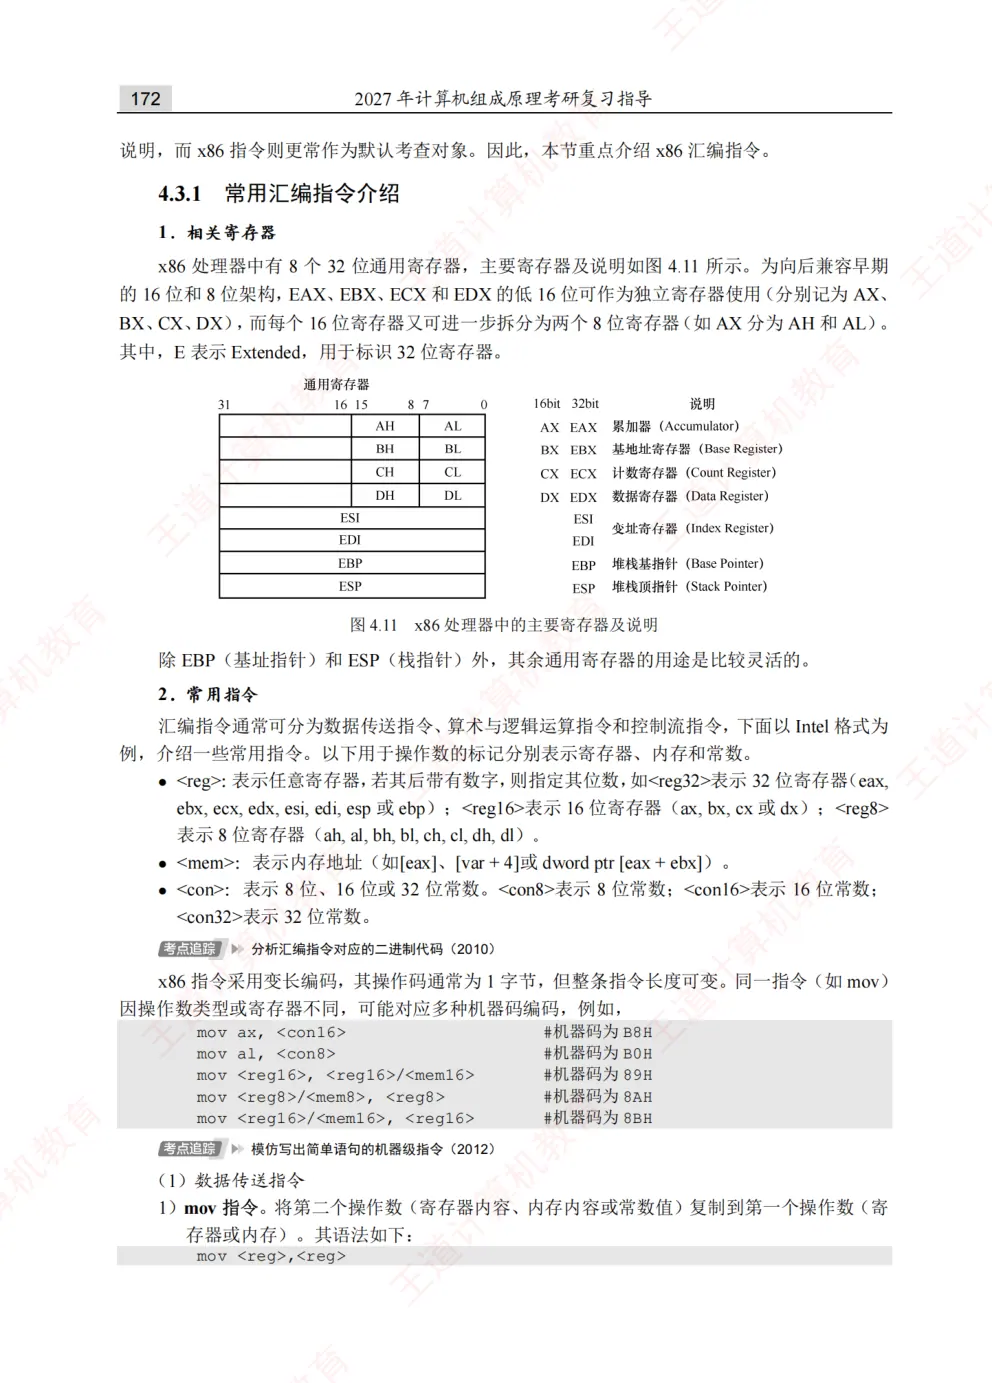 172
2027 年计算机组成原理考研复习指导
说明，而 x86 指令则更常作为默认考查对象。因此，本节重点介绍 x86 汇编指令。
4.3.1 常用汇编指令介绍
1．相关寄存器
x86 处理器中有 8 个 32 位通用寄存器，主要寄存器及说明如图 4.11 所示。为向后兼容早期
的 16 位和 8 位架构，EAX、EBX、ECX 和 EDX 的低 16 位可作为独立寄存器使用（分别记为 AX、
BX、CX、DX），而每个 16 位寄存器又可进一步拆分为两个 8 位寄存器（如 AX 分为 AH 和 AL）。
其中，E 表示 Extended，用于标识 32 位寄存器。
通用寄存器
31 16 15 8 7 0
AH AL
BH BL
CH CL
DH DL
ESI
EDI
EBP
ESP
16bit 32bit 说明
AX EAX 累加器（Accumulator）
BX EBX 基地址寄存器（Base Register）
CX ECX 计数寄存器（Count Register）
DX EDX 数据寄存器（Data Register）
ESI
变址寄存器（Index Register）
EDI
EBP 堆栈基指针（Base Pointer）
ESP 堆栈顶指针（Stack Pointer）
图 4.11 x86 处理器中的主要寄存器及说明
除 EBP（基址指针）和 ESP（栈指针）外，其余通用寄存器的用途是比较灵活的。
2．常用指令
汇编指令通常可分为数据传送指令、算术与逻辑运算指令和控制流指令，下面以 Intel 格式为
例，介绍一些常用指令。以下用于操作数的标记分别表示寄存器、内存和常数。
● <reg>：表示任意寄存器，若其后带有数字，则指定其位数，如<reg32>表示 32 位寄存器（eax,
ebx, ecx, edx, esi, edi, esp 或 ebp）；<reg16>表示 16 位寄存器（ax, bx, cx 或 dx）；<reg8>
表示 8 位寄存器（ah, al, bh, bl, ch, cl, dh, dl）。
● <mem>：表示内存地址（如[eax]、[var + 4]或 dword ptr [eax + ebx]）。
● <con>：表示 8 位、16 位或 32 位常数。<con8>表示 8 位常数；<con16>表示 16 位常数；
<con32>表示 32 位常数。
考点追踪 分析汇编指令对应的二进制代码（2010）
x86 指令采用变长编码，其操作码通常为 1 字节，但整条指令长度可变。同一指令（如 mov）
因操作数类型或寄存器不同，可能对应多种机器码编码，例如，
mov ax, <con16> #机器码为 B8H
mov al, <con8> #机器码为 B0H
mov <reg16>, <reg16>/<mem16> #机器码为 89H
mov <reg8>/<mem8>, <reg8> #机器码为 8AH
mov <reg16>/<mem16>, <reg16> #机器码为 8BH
考点追踪 模仿写出简单语句的机器级指令（2012）
（1）数据传送指令
1）mov 指令。将第二个操作数（寄存器内容、内存内容或常数值）复制到第一个操作数（寄
存器或内存）。其语法如下：
mov <reg>,<reg>
王道计算机教育